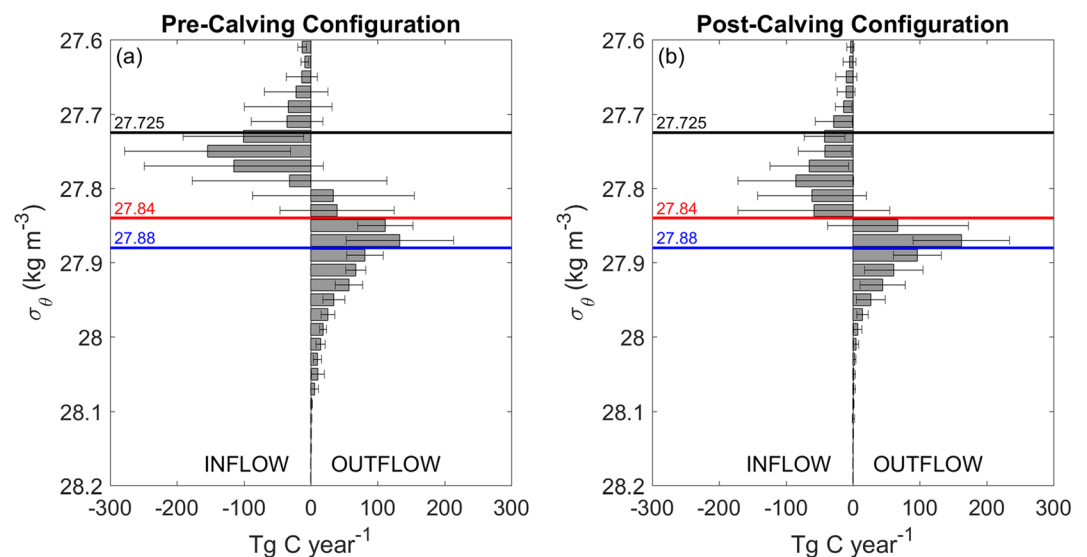 Pre-Calving Configuration
(a)
27.6
27.7
27.8
27.9
28
28.1
28.2
σθ (kg m-3)
27.725
27.84
27.88
INFLOW OUTFLOW
-300 -200 -100 0 100 200 300
Tg C year-1
Post-Calving Configuration
(b)
27.6
27.7
27.8
27.9
28
28.1
28.2
σθ (kg m-3)
27.725
27.84
27.88
INFLOW OUTFLOW
-300 -200 -100 0 100 200 300
Tg C year-1